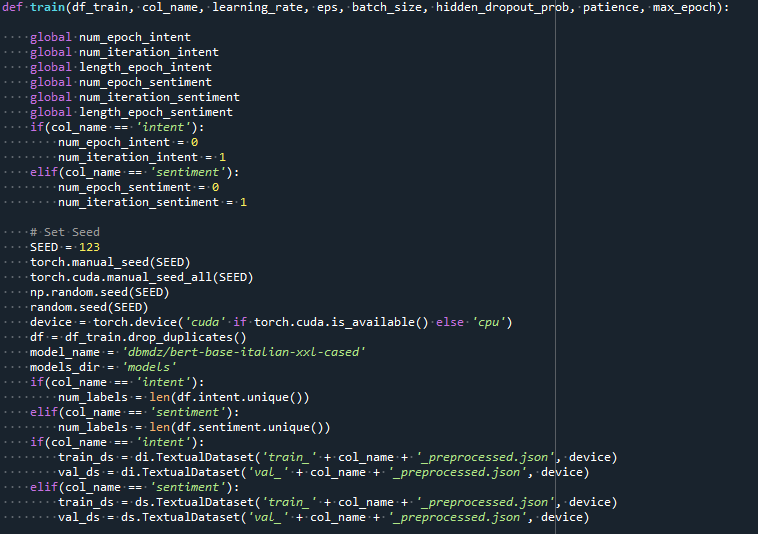 def train(df_train, col_name, learning_rate, eps, batch_size, hidden_dropout_prob, patience, max_epoch):
    global num_epoch_intent
    global num_iteration_intent
    global length_epoch_intent
    global num_epoch_sentiment
    global num_iteration_sentiment
    global length_epoch_sentiment
    if(col_name == 'intent'):
        num_epoch_intent = 0
        num_iteration_intent = 1
    elif(col_name == 'sentiment'):
        num_epoch_sentiment = 0
        num_iteration_sentiment = 1
    # Set Seed
    SEED = 123
    torch.manual_seed(SEED)
    torch.cuda.manual_seed_all(SEED)
    np.random.seed(SEED)
    random.seed(SEED)
    device = torch.device('cuda' if torch.cuda.is_available() else 'cpu')
    df = df_train.drop_duplicates()
    model_name = 'dbmdz/bert-base-italian-xxl-cased'
    models_dir = 'models'
    if(col_name == 'intent'):
        num_labels = len(df.intent.unique())
    elif(col_name == 'sentiment'):
        num_labels = len(df.sentiment.unique())
    if(col_name == 'intent'):
        train_ds = di.TextualDataset('train_' + col_name + '_preprocessed.json', device)
        val_ds = di.TextualDataset('val_' + col_name + '_preprocessed.json', device)
    elif(col_name == 'sentiment'):
        train_ds = ds.TextualDataset('train_' + col_name + '_preprocessed.json', device)
        val_ds = ds.TextualDataset('val_' + col_name + '_preprocessed.json', device)